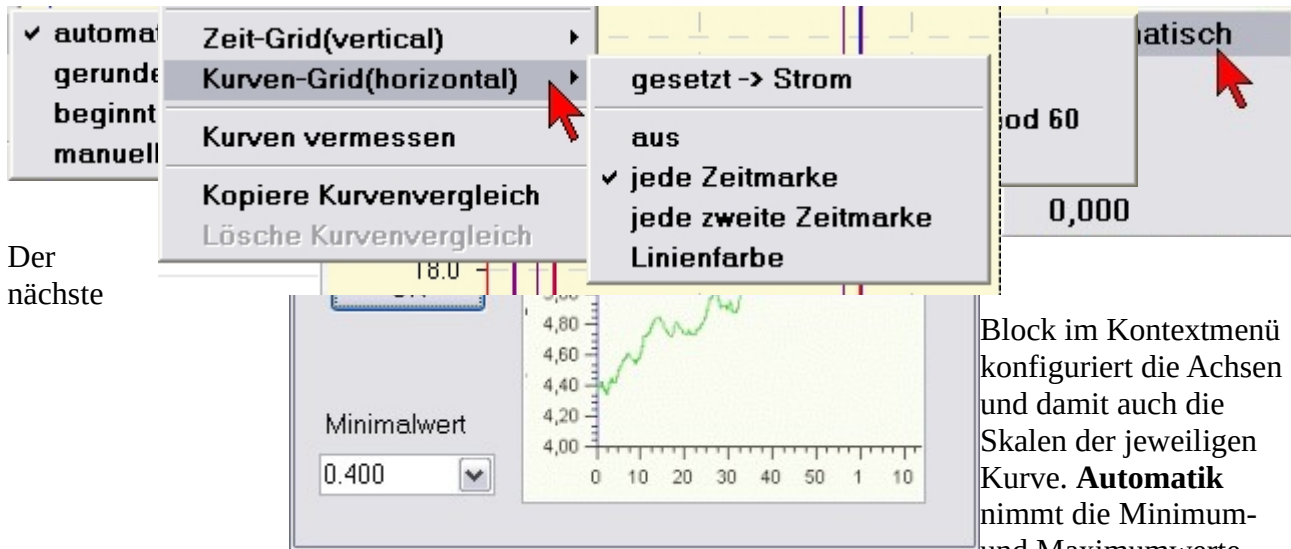 automat
gerunde
beginnt
manuell
Zeit-Grid(vertical)
Kurven-Grid(horizontal)
Kurven vermessen
Kopiere Kurvenvergleich
Lösche Kurvenvergleich
gesetzt -> Strom
aus
jede Zeitmarke
jede zweite Zeitmarke
Linienfarbe
atisch
od 60
0,000
Der
nächste
18.0
4,80
4,60
4,40
4,20
4,00
0 10 20 30 40 50 1 10
Minimalwert
0.400
Block im Kontextmenü
konfiguriert die Achsen
und damit auch die
Skalen der jeweiligen
Kurve. Automatik
nimmt die Minimum-
und Maximumwerte